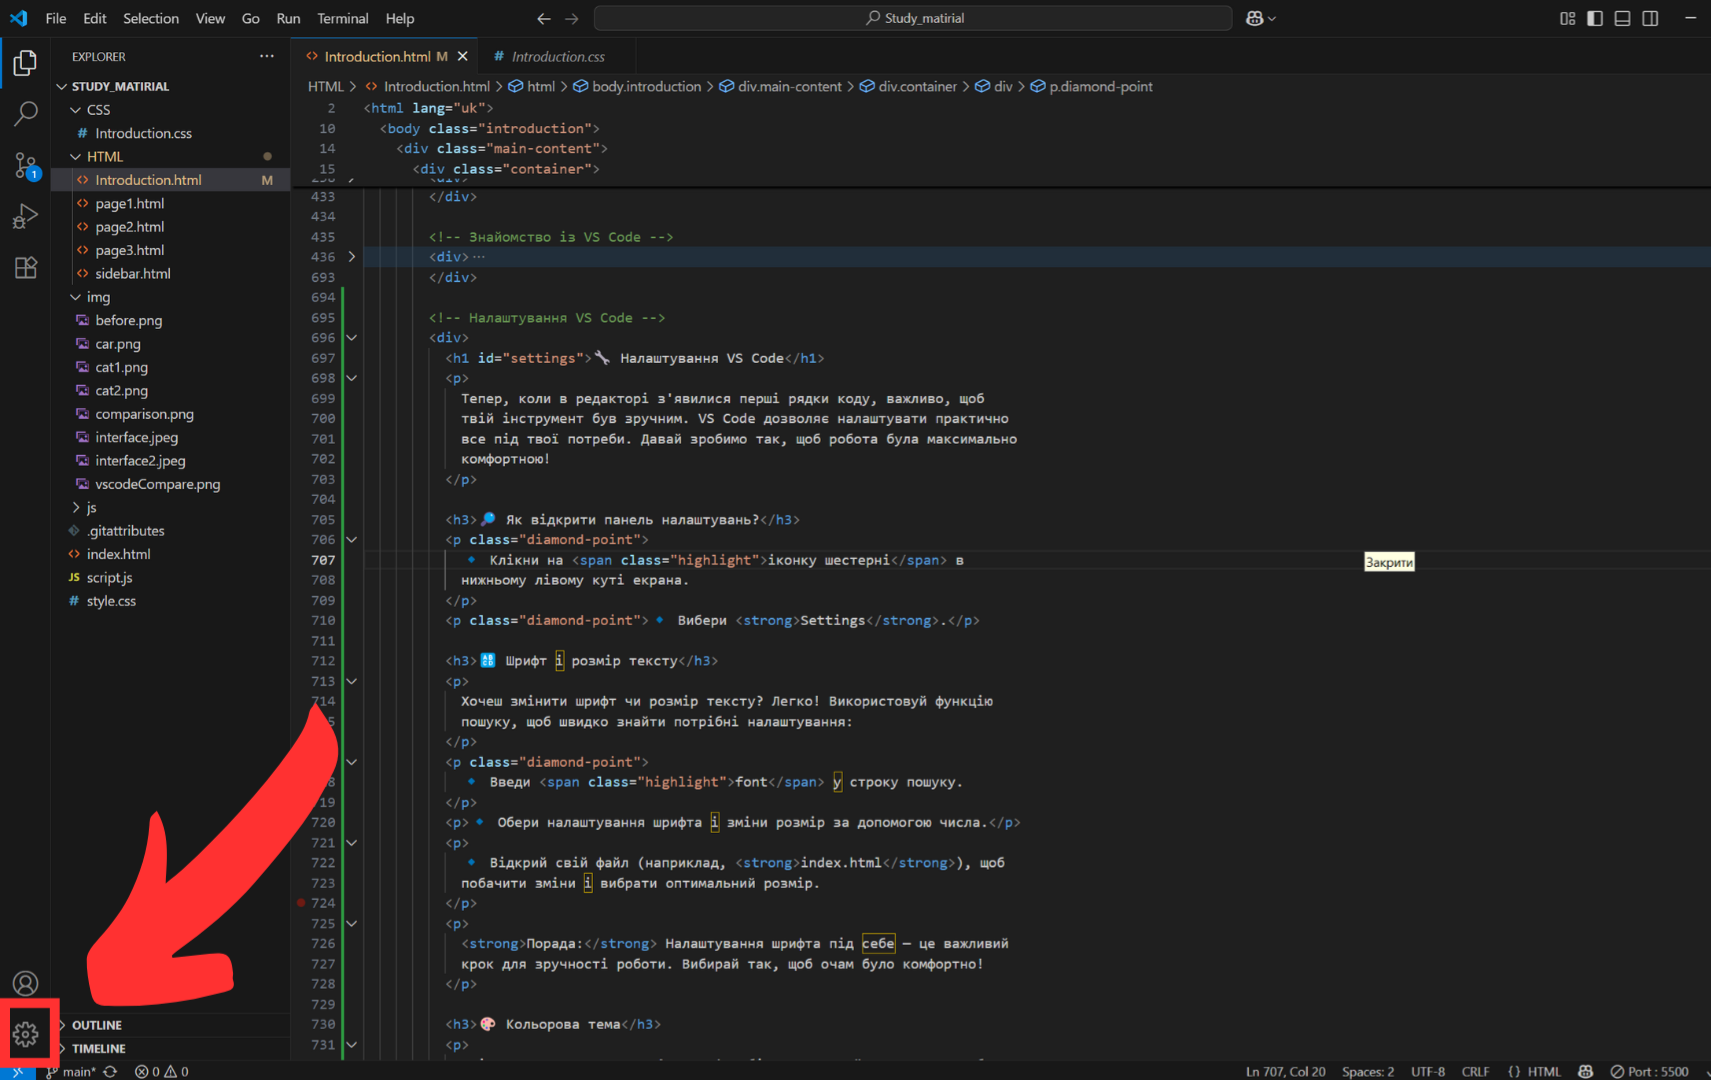 File Edit Selection View Go Run Terminal Help
Study_matirial
EXPLORER
STUDY_MATIRIAL
CSS
# Introduction.css
HTML
<> Introduction.html M
<> page1.html
<> page2.html
<> page3.html
<> sidebar.html
img
before.png
car.png
cat1.png
cat2.png
comparison.png
interface.jpeg
interface2.jpeg
vscodeCompare.png
js
.gitattributes
<> index.html
JS script.js
# style.css
1
OUTLINE
TIMELINE
<> Introduction.html M
# Introduction.css
HTML > <> Introduction.html > html > body.introduction > div.main-content > div.container > div > p.diamond-point
2 <html lang="uk">
10 <body class="introduction">
14 <div class="main-content">
15 <div class="container">
433 </div>
434
435 <!-- Знайомство із VS Code -->
436 <div>···
693 </div>
694
695 <!-- Налаштування VS Code -->
696 <div>
697 <h1 id="settings">🔧 Налаштування VS Code</h1>
698 <p>
699 Тепер, коли в редакторі з'явилися перші рядки коду, важливо, щоб
700 твій інструмент був зручним. VS Code дозволяє налаштувати практично
701 все під твої потреби. Давай зробимо так, щоб робота була максимально
702 комфортною!
703 </p>
704
705 <h3>🔎 Як відкрити панель налаштувань?</h3>
706 <p class="diamond-point">
707 🔹 Клікни на <span class="highlight">іконку шестерні</span> в
708 нижньому лівому куті екрана.
709 </p>
710 <p class="diamond-point">🔹 Вибери <strong>Settings</strong>.</p>
711
712 <h3>🔠 Шрифт і розмір тексту</h3>
713 <p>
714 Хочеш змінити шрифт чи розмір тексту? Легко! Використовуй функцію
5 пошуку, щоб швидко знайти потрібні налаштування:
</p>
<p class="diamond-point">
8 🔹 Введи <span class="highlight">font</span> у строку пошуку.
19 </p>
720 <p>🔹 Обери налаштування шрифта і зміни розмір за допомогою числа.</p>
721 <p>
722 🔹 Відкрий свій файл (наприклад, <strong>index.html</strong>), щоб
723 побачити зміни і вибрати оптимальний розмір.
724 </p>
725 <p>
726 <strong>Порада:</strong> Налаштування шрифта під себе — це важливий
727 крок для зручності роботи. Вибирай так, щоб очам було комфортно!
728 </p>
729
730 <h3>🎨 Кольорова тема</h3>
731 <p>
Закрити
main* 0 0
Ln 707, Col 20 Spaces: 2 UTF-8 CRLF {} HTML Port : 5500